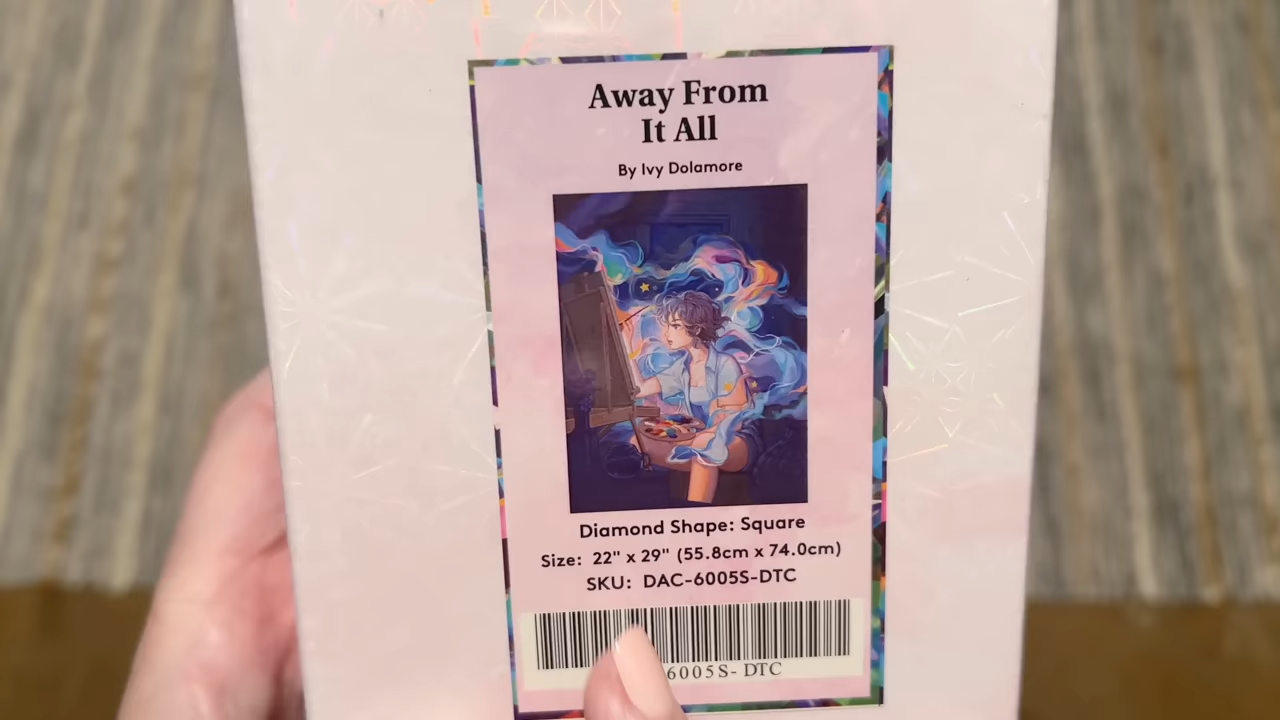 Away From
It All
By Ivy Dolamore
Diamond Shape: Square
Size: 22" x 29" (55.8cm x 74.0cm)
SKU: DAC-6005S-DTC
6005S- DTC